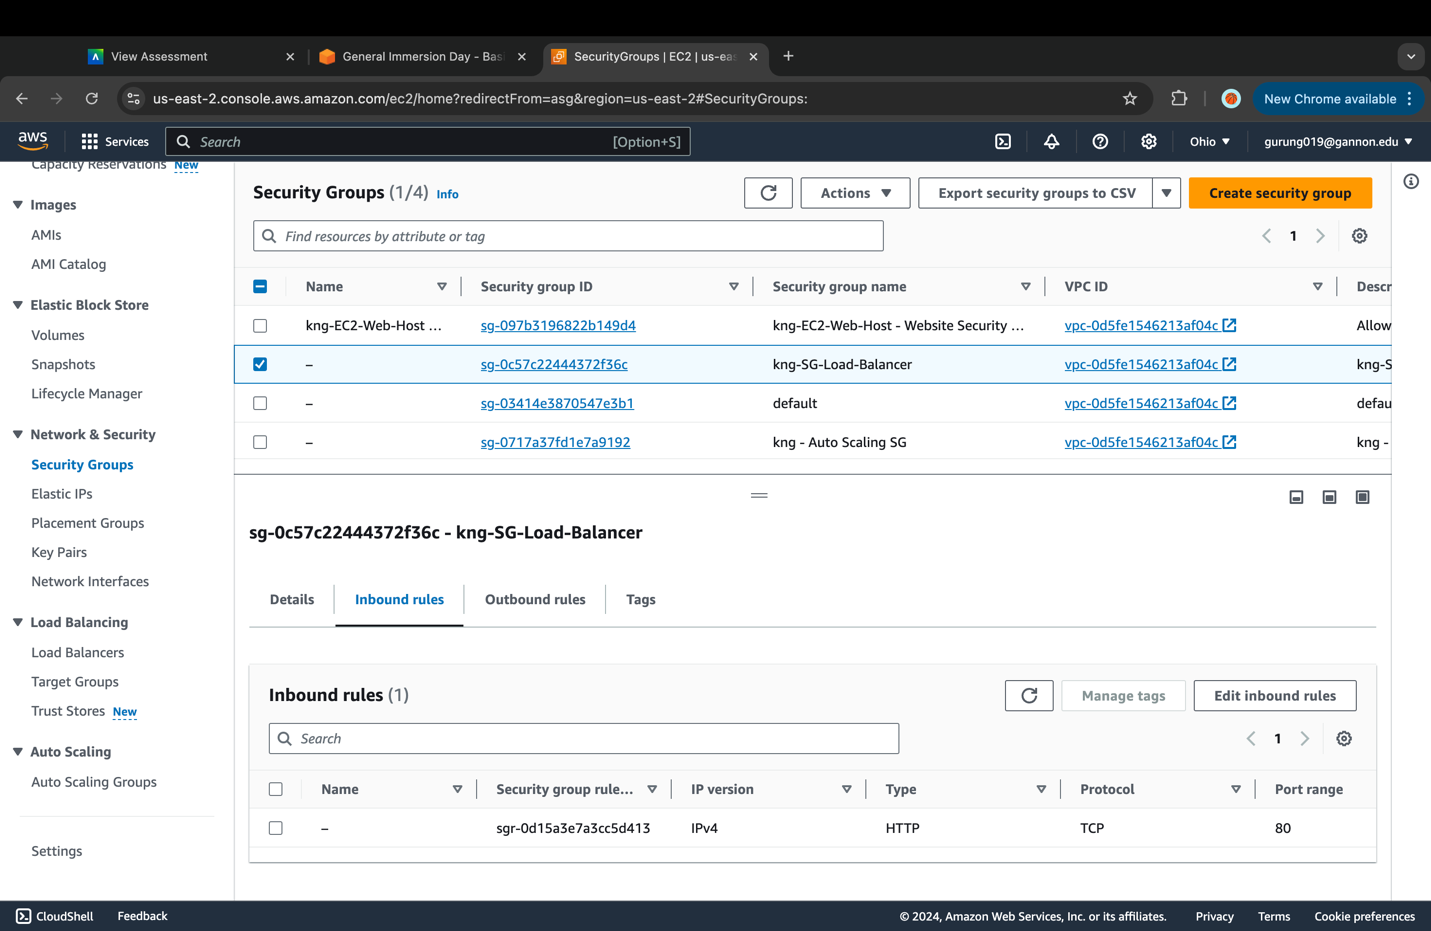 View Assessment
General Immersion Day - Bas
SecurityGroups | EC2 | us-eas
us-east-2.console.aws.amazon.com/ec2/home?redirectFrom=asg&region=us-east-2#SecurityGroups:
New Chrome available
aws
Services
Search
[Option+S]
Ohio
gurung019@gannon.edu
Capacity Reservations New
Images
AMIs
AMI Catalog
Elastic Block Store
Volumes
Snapshots
Lifecycle Manager
Network & Security
Security Groups
Elastic IPs
Placement Groups
Key Pairs
Network Interfaces
Load Balancing
Load Balancers
Target Groups
Trust Stores New
Auto Scaling
Auto Scaling Groups
Settings
Security Groups (1/4) Info
Actions
Export security groups to CSV
Create security group
Find resources by attribute or tag
1
Name Security group ID Security group name VPC ID Descr
kng-EC2-Web-Host ... sg-097b3196822b149d4 kng-EC2-Web-Host - Website Security ... vpc-0d5fe1546213af04c Allow
– sg-0c57c22444372f36c kng-SG-Load-Balancer vpc-0d5fe1546213af04c kng-S
– sg-03414e3870547e3b1 default vpc-0d5fe1546213af04c defau
– sg-0717a37fd1e7a9192 kng - Auto Scaling SG vpc-0d5fe1546213af04c kng -
sg-0c57c22444372f36c - kng-SG-Load-Balancer
Details
Inbound rules
Outbound rules
Tags
Inbound rules (1)
Manage tags
Edit inbound rules
Search
1
Name Security group rule... IP version Type Protocol Port range
– sgr-0d15a3e7a3cc5d413 IPv4 HTTP TCP 80
CloudShell
Feedback
© 2024, Amazon Web Services, Inc. or its affiliates.
Privacy
Terms
Cookie preferences